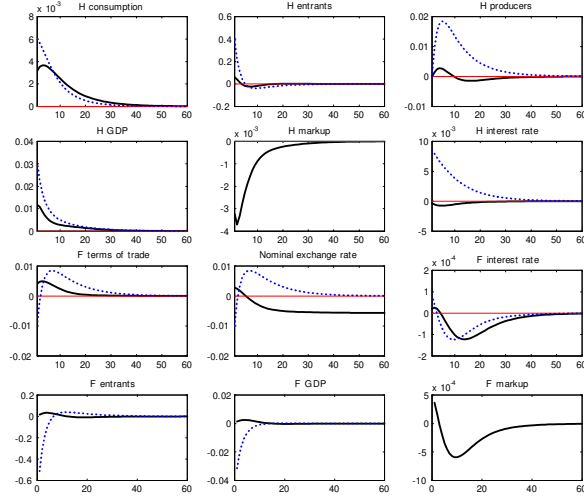 H consumption
H entrants
H producers
x 10⁻³
8
6
4
2
0
10 20 30 40 50 60
0.6
0.4
0.2
0
-0.2
10 20 30 40 50 60
0.02
0.01
0
-0.01
10 20 30 40 50 60
H GDP
H markup
H interest rate
0.04
0.03
0.02
0.01
0
10 20 30 40 50 60
x 10⁻³
0
-1
-2
-3
-4
10 20 30 40 50 60
x 10⁻³
10
5
0
-5
10 20 30 40 50 60
F terms of trade
Nominal exchange rate
F interest rate
0.01
0
-0.01
-0.02
10 20 30 40 50 60
0.01
0
-0.01
-0.02
10 20 30 40 50 60
x 10⁻⁴
20
10
0
-10
-20
10 20 30 40 50 60
F entrants
F GDP
F markup
0.2
0
-0.2
-0.4
-0.6
0 20 40 60
0.02
0
-0.02
-0.04
0 20 40 60
x 10⁻⁴
5
0
-5
-10
0 20 40 60